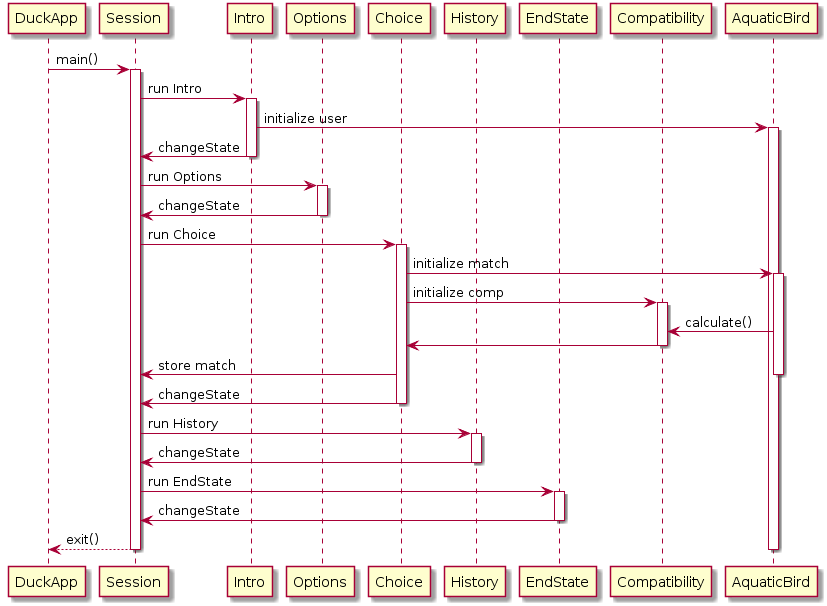 DuckApp Session Intro Options Choice History EndState Compatibility AquaticBird
main()
run Intro
initialize user
changeState
run Options
changeState
run Choice
initialize match
initialize comp
calculate()
store match
changeState
run History
changeState
run EndState
changeState
exit()
DuckApp Session Intro Options Choice History EndState Compatibility AquaticBird